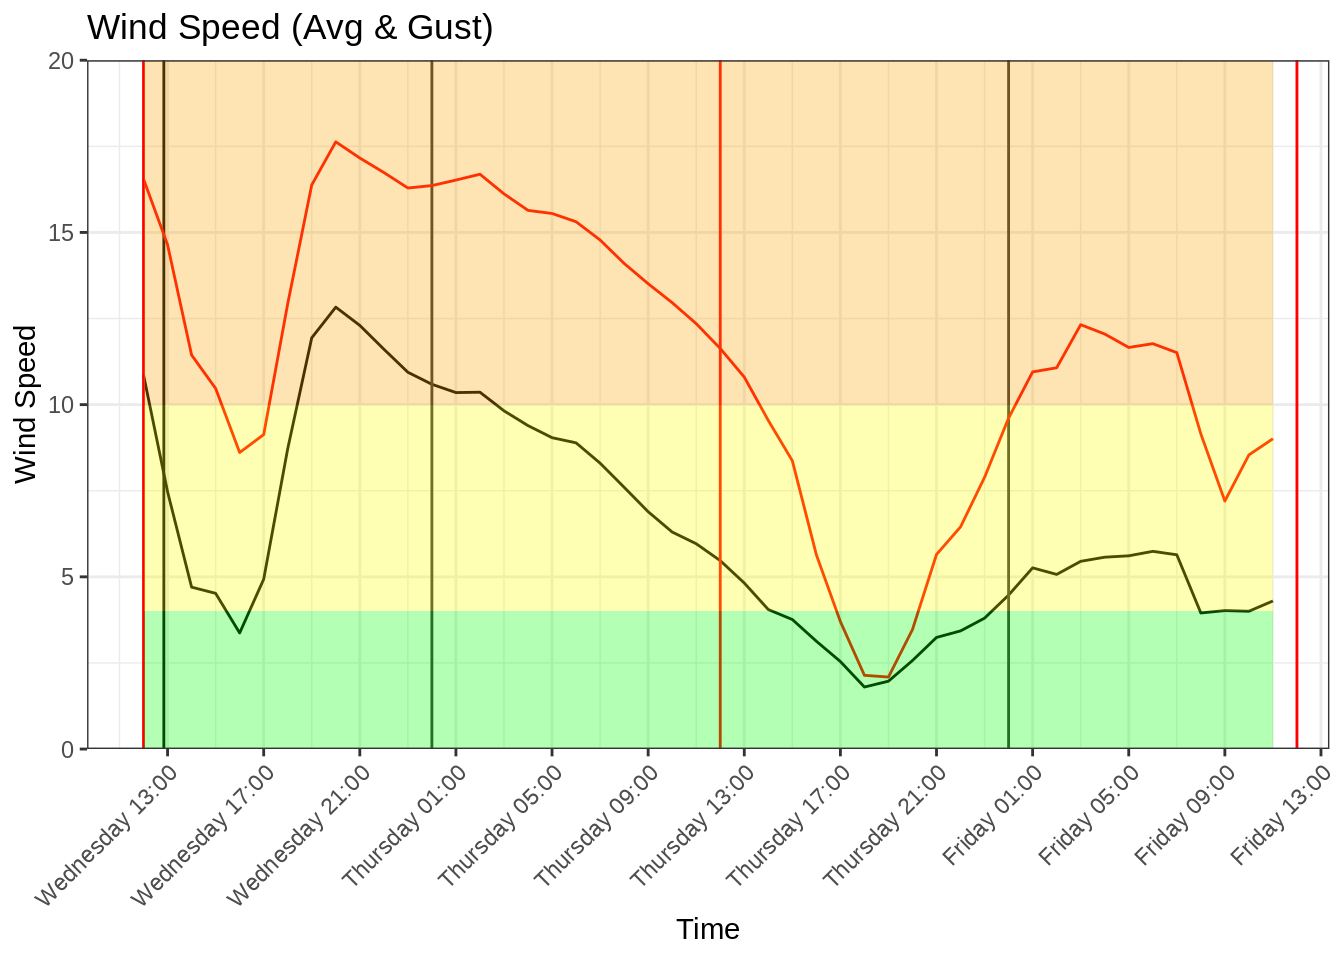 Wind Speed (Avg & Gust)
Wind Speed
20
15
10
5
0
Wednesday 13:00
Wednesday 17:00
Wednesday 21:00
Thursday 01:00
Thursday 05:00
Thursday 09:00
Thursday 13:00
Thursday 17:00
Thursday 21:00
Friday 01:00
Friday 05:00
Friday 09:00
Friday 13:00
Time